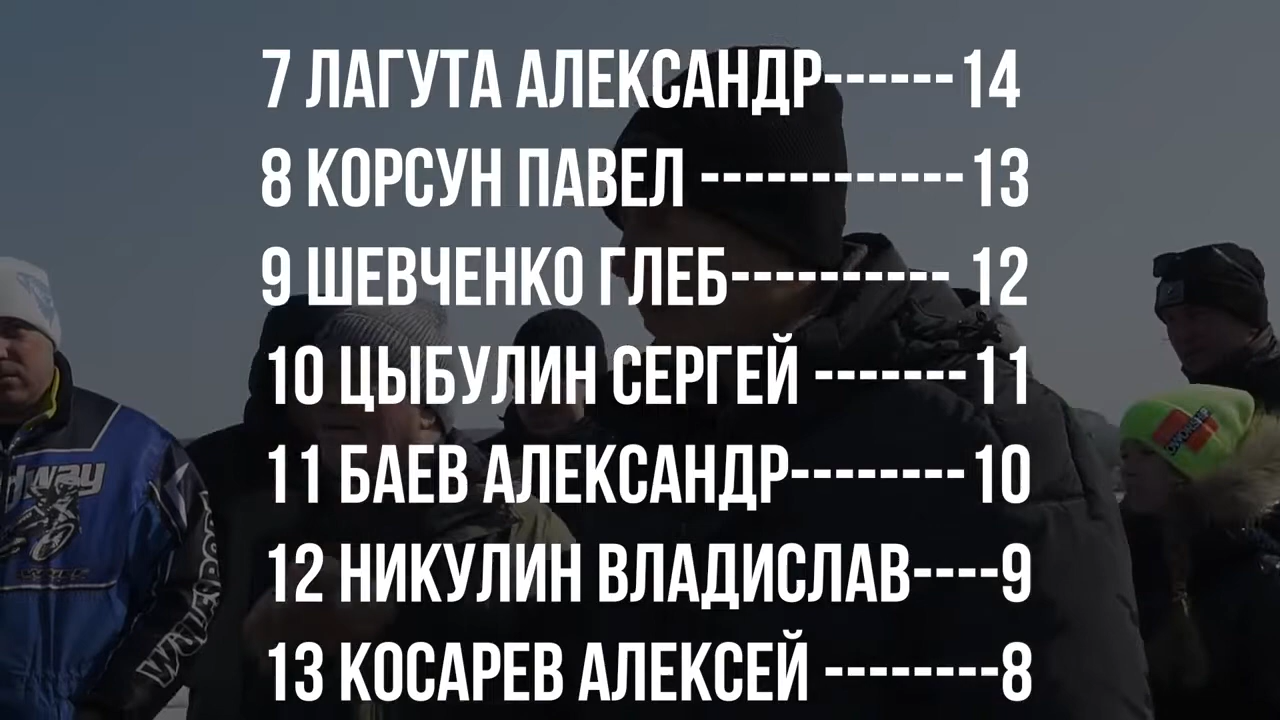 7 ЛАГУТА АЛЕКСАНДР------14
8 КОРСУН ПАВЕЛ ------------13
9 ШЕВЧЕНКО ГЛЕБ---------- 12
10 ЦЫБУЛИН СЕРГЕЙ -------11
11 БАЕВ АЛЕКСАНДР--------10
12 НИКУЛИН ВЛАДИСЛАВ----9
13 КОСАРЕВ АЛЕКСЕЙ --------8